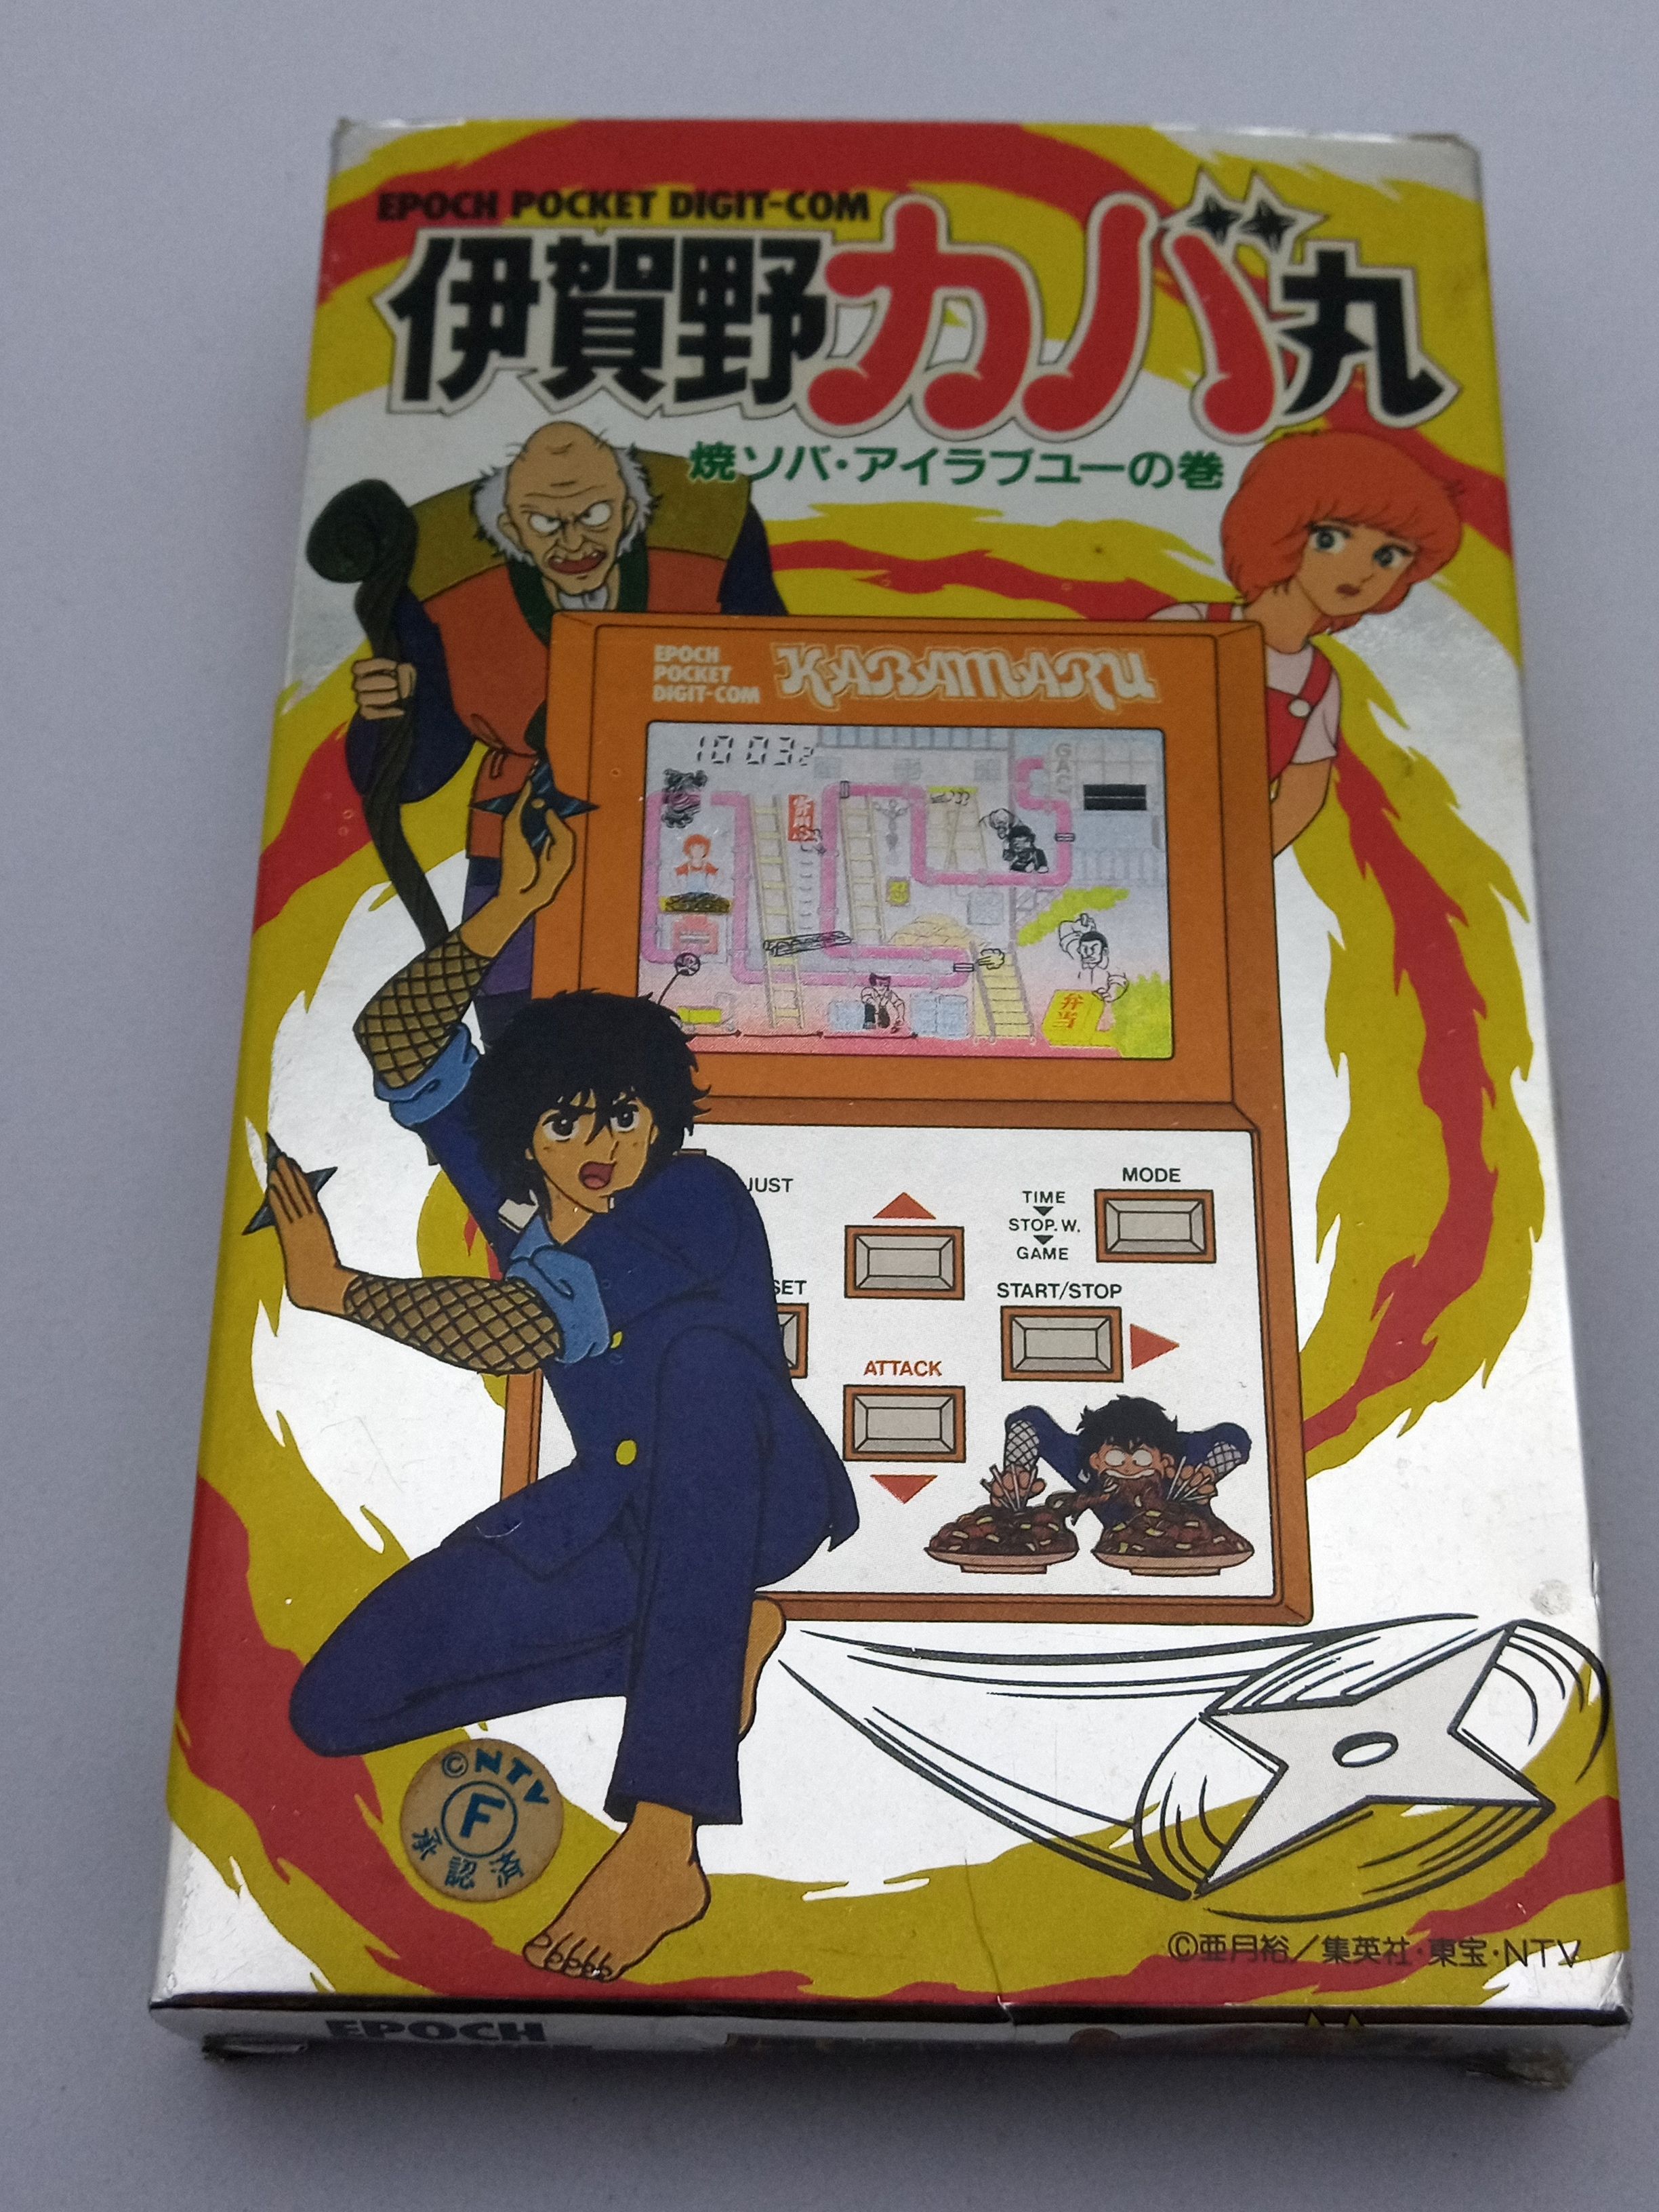 EPOCH POCKET DIGIT-COM
伊賀野カバ丸
焼ソバ・アイラブユーの巻
EPOCH
POCKET
DIGIT-COM
KABAMARU
10 03 2
弁当
JUST
MODE
TIME
STOP. W.
GAME
SET
START/STOP
ATTACK
©NTV
F
承認済
©亜月裕／集英社・東宝・NTV
EPOCH